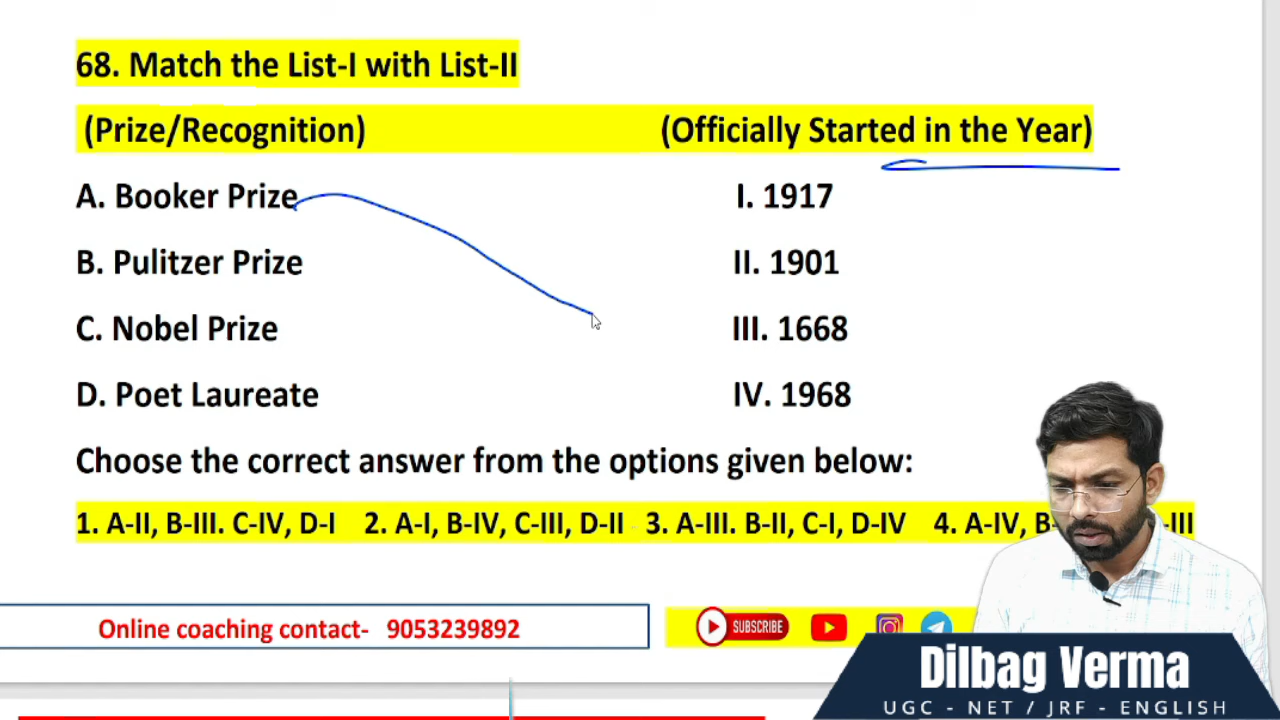 68. Match the List-I with List-II
(Prize/Recognition) (Officially Started in the Year)
A. Booker Prize I. 1917
B. Pulitzer Prize II. 1901
C. Nobel Prize III. 1668
D. Poet Laureate IV. 1968
Choose the correct answer from the options given below:
1. A-II, B-III. C-IV, D-I 2. A-I, B-IV, C-III, D-II 3. A-III. B-II, C-I, D-IV 4. A-IV, -III
Online coaching contact- 9053239892
SUBSCRIBE
Dilbag Verma
UGC - NET / JRF - ENGLISH